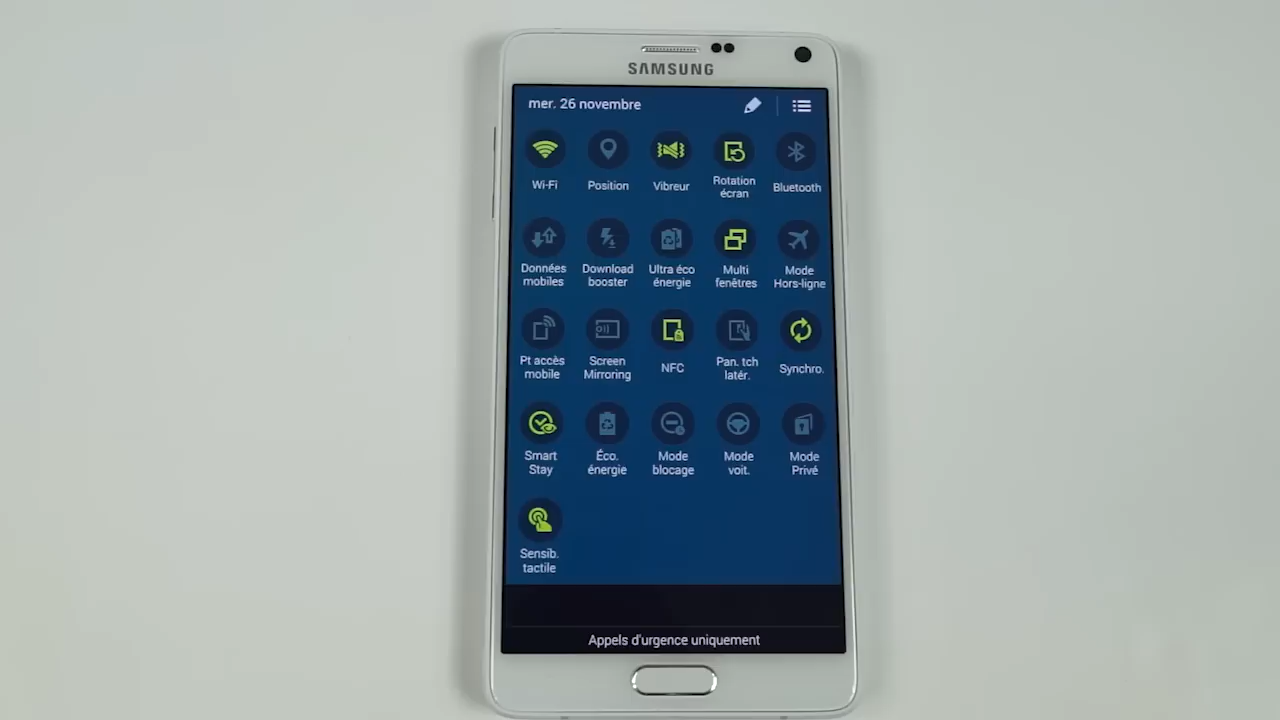 SAMSUNG
mer. 26 novembre
Wi-Fi
Position
Vibreur
Rotation
écran
Bluetooth
Données
mobiles
Download
booster
Ultra éco
énergie
Multi
fenêtres
Mode
Hors-ligne
Pt accès
mobile
Screen
Mirroring
NFC
Pan. tch
latér.
Synchro.
Smart
Stay
Éco.
énergie
Mode
blocage
Mode
voit.
Mode
Privé
Sensib.
tactile
Appels d'urgence uniquement